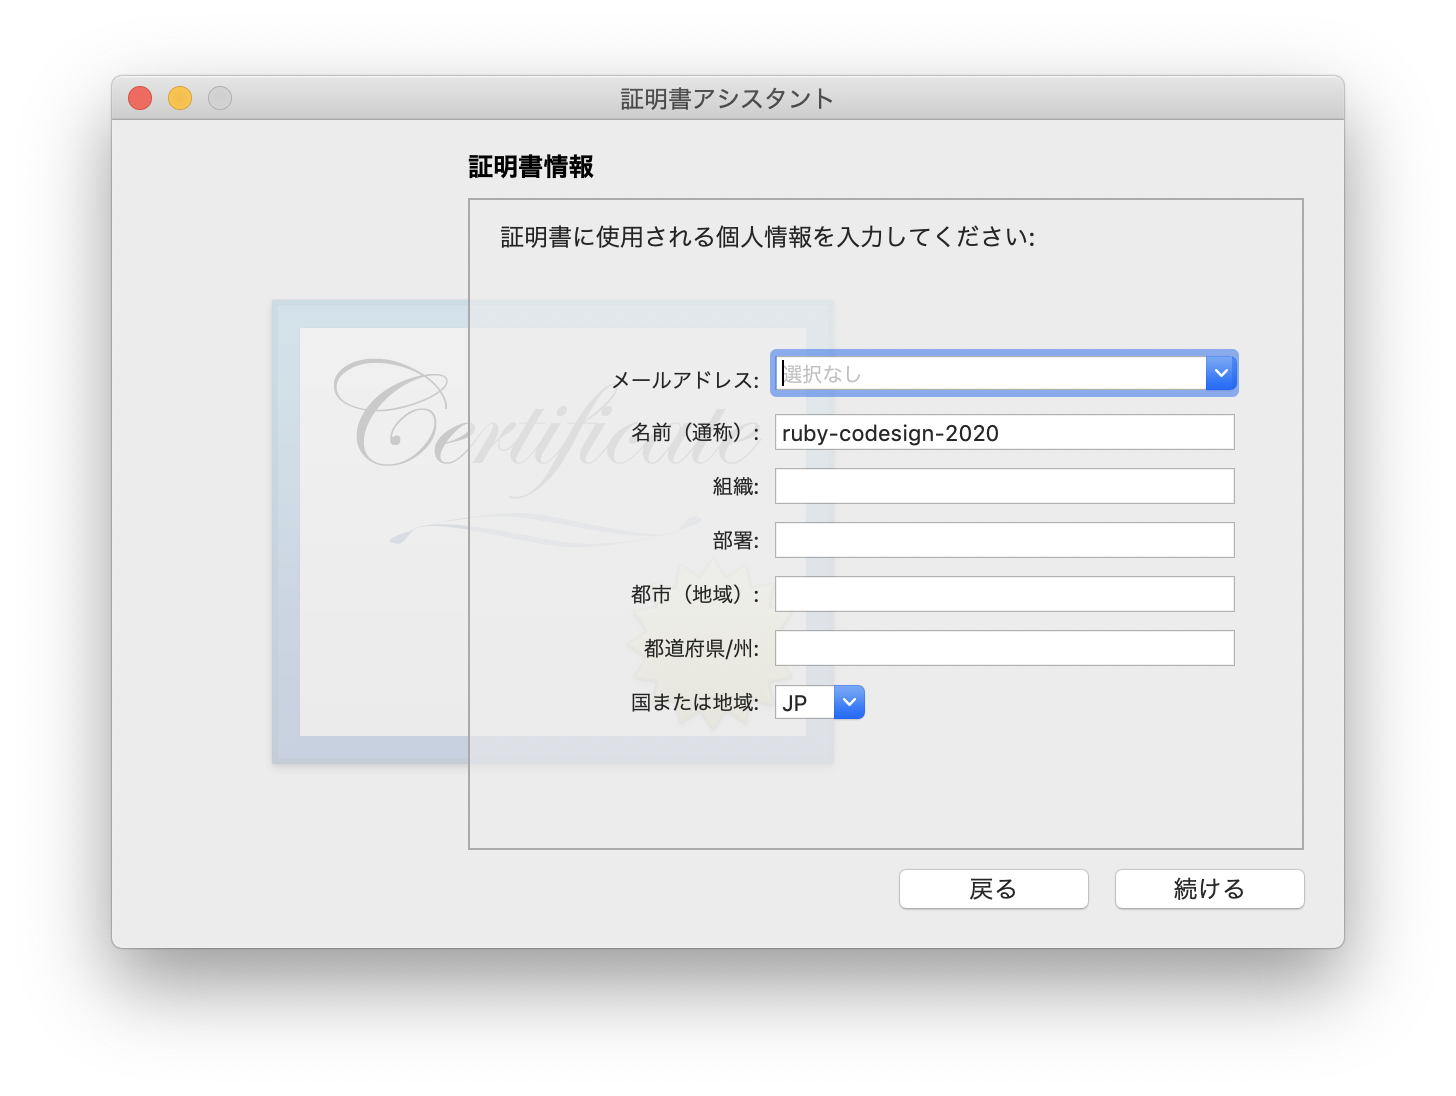 証明書アシスタント
証明書情報
証明書に使用される個人情報を入力してください:
Certificate
メールアドレス: 選択なし
名前（通称）: ruby-codesign-2020
組織:
部署:
都市（地域）:
都道府県/州:
国または地域: JP
戻る 続ける